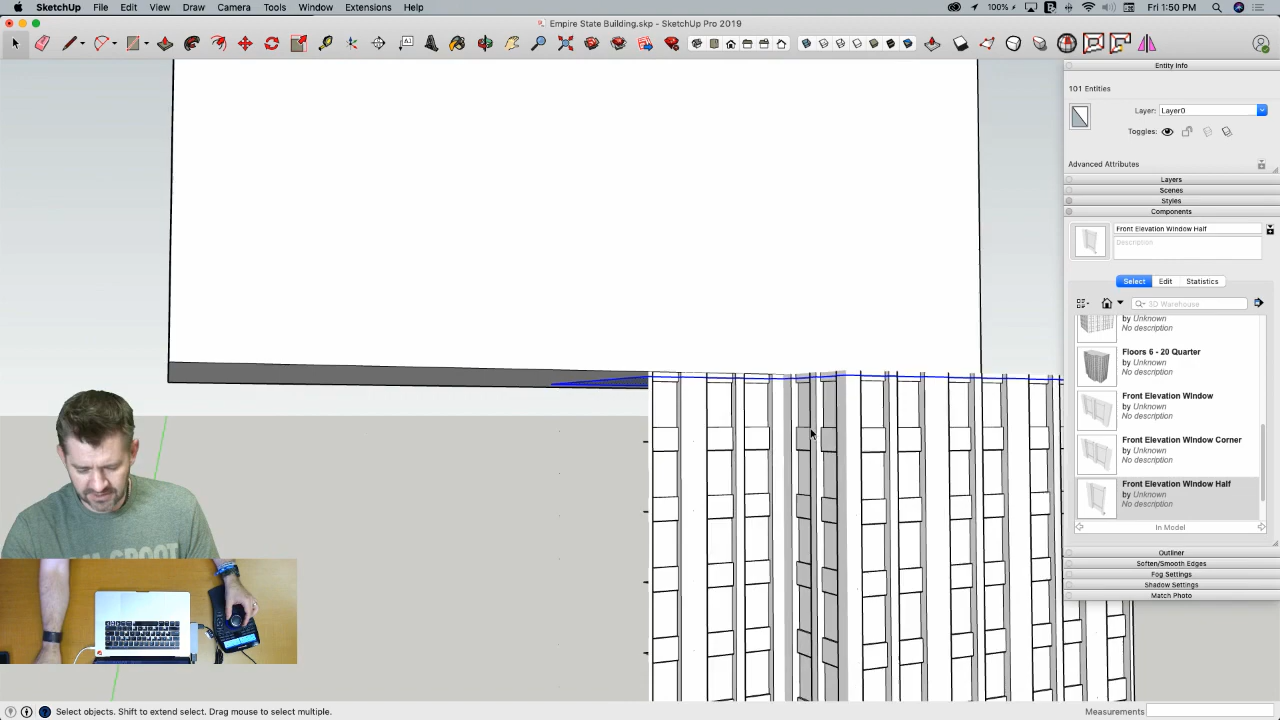 SketchUp File Edit View Draw Camera Tools Window Extensions Help
100% Fri 1:50 PM
Empire State Building.skp - SketchUp Pro 2019
Entity Info
101 Entities
Layer: Layer0
Toggles:
Advanced Attributes
Layers
Scenes
Styles
Components
Front Elevation Window Half
Description
Select Edit Statistics
3D Warehouse
by Unknown
No description
Floors 6 - 20 Quarter
by Unknown
No description
Front Elevation Window
by Unknown
No description
Front Elevation Window Corner
by Unknown
No description
Front Elevation Window Half
by Unknown
No description
In Model
Outliner
Soften/Smooth Edges
Fog Settings
Shadow Settings
Match Photo
GROOT
Select objects. Shift to extend select. Drag mouse to select multiple.
Measurements